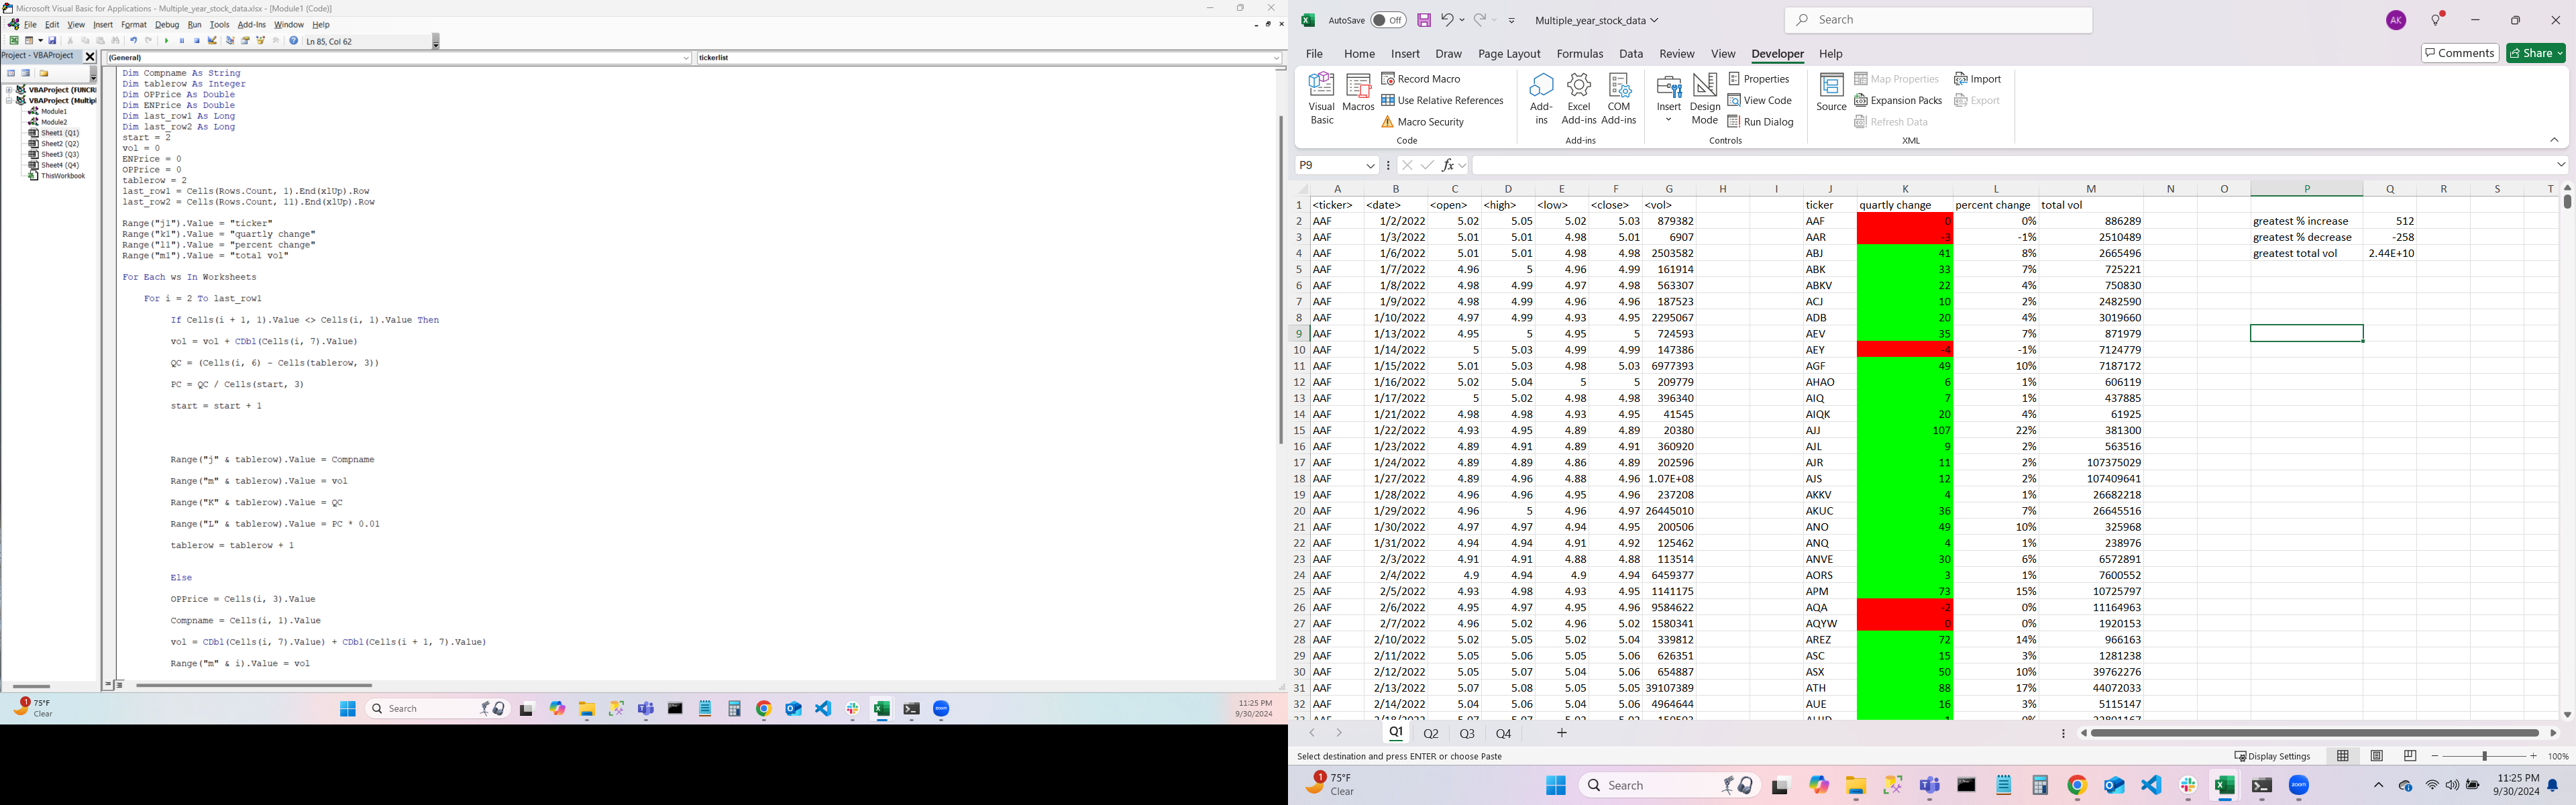 Microsoft Visual Basic for Applications - Multiple_year_stock_data.xlsx - [Module1 (Code)]
File Edit View Insert Format Debug Run Tools Add-Ins Window Help
Ln 85, Col 62
Project - VBAProject
VBAProject (FUNCR
VBAProject (Multipl
Module1
Module2
Sheet1 (Q1)
Sheet2 (Q2)
Sheet3 (Q3)
Sheet4 (Q4)
ThisWorkbook
(General) tickerlist
Dim Compname As String
Dim tablerow As Integer
Dim OPPrice As Double
Dim ENPrice As Double
Dim last_row1 As Long
Dim last_row2 As Long
start = 2
vol = 0
ENPrice = 0
OPPrice = 0
tablerow = 2
last_row1 = Cells(Rows.Count, 1).End(xlUp).Row
last_row2 = Cells(Rows.Count, 11).End(xlUp).Row
Range("j1").Value = "ticker"
Range("k1").Value = "quartly change"
Range("l1").Value = "percent change"
Range("m1").Value = "total vol"
For Each ws In Worksheets
For i = 2 To last_row1
If Cells(i + 1, 1).Value <> Cells(i, 1).Value Then
vol = vol + CDbl(Cells(i, 7).Value)
QC = (Cells(i, 6) - Cells(tablerow, 3))
PC = QC / Cells(start, 3)
start = start + 1
Range("j" & tablerow).Value = Compname
Range("m" & tablerow).Value = vol
Range("K" & tablerow).Value = QC
Range("L" & tablerow).Value = PC * 0.01
tablerow = tablerow + 1
Else
OPPrice = Cells(i, 3).Value
Compname = Cells(i, 1).Value
vol = CDbl(Cells(i, 7).Value) + CDbl(Cells(i + 1, 7).Value)
Range("m" & i).Value = vol
1 75°F
Clear
Search
zoom
11:25 PM
9/30/2024
AutoSave Off Multiple_year_stock_data Search AK
File Home Insert Draw Page Layout Formulas Data Review View Developer Help Comments Share
Visual Basic
Macros
Record Macro
Use Relative References
Macro Security
Code
Add-ins
Excel Add-ins
COM Add-ins
Add-ins
Insert
Design Mode
Properties
View Code
Run Dialog
Controls
Source
Map Properties
Expansion Packs
Refresh Data
Import
Export
XML
P9 fx
A B C D E F G H I J K L M N O P Q R S T
1 <ticker> <date> <open> <high> <low> <close> <vol> ticker quartly change percent change total vol
2 AAF 1/2/2022 5.02 5.05 5.02 5.03 879382 AAF 0 0% 886289 greatest % increase 512
3 AAF 1/3/2022 5.01 5.01 4.98 5.01 6907 AAR -3 -1% 2510489 greatest % decrease -258
4 AAF 1/6/2022 5.01 5.01 4.98 4.98 2503582 ABJ 41 8% 2665496 greatest total vol 2.44E+10
5 AAF 1/7/2022 4.96 5 4.96 4.99 161914 ABK 33 7% 725221
6 AAF 1/8/2022 4.98 4.99 4.97 4.98 563307 ABKV 22 4% 750830
7 AAF 1/9/2022 4.98 4.99 4.96 4.96 187523 ACJ 10 2% 2482590
8 AAF 1/10/2022 4.97 4.99 4.93 4.95 2295067 ADB 20 4% 3019660
9 AAF 1/13/2022 4.95 5 4.95 5 724593 AEV 35 7% 871979
10 AAF 1/14/2022 5 5.03 4.99 4.99 147386 AEY -4 -1% 7124779
11 AAF 1/15/2022 5.01 5.03 4.98 5.03 6977393 AGF 49 10% 7187172
12 AAF 1/16/2022 5.02 5.04 5 5 209779 AHAO 6 1% 606119
13 AAF 1/17/2022 5 5.02 4.98 4.98 396340 AIQ 7 1% 437885
14 AAF 1/21/2022 4.98 4.98 4.93 4.95 41545 AIQK 20 4% 61925
15 AAF 1/22/2022 4.93 4.95 4.89 4.89 20380 AJJ 107 22% 381300
16 AAF 1/23/2022 4.89 4.91 4.89 4.91 360920 AJL 9 2% 563516
17 AAF 1/24/2022 4.89 4.89 4.86 4.89 202596 AJR 11 2% 107375029
18 AAF 1/27/2022 4.89 4.96 4.88 4.96 1.07E+08 AJS 12 2% 107409641
19 AAF 1/28/2022 4.96 4.96 4.95 4.96 237208 AKKV 4 1% 26682218
20 AAF 1/29/2022 4.96 5 4.96 4.97 26445010 AKUC 36 7% 26645516
21 AAF 1/30/2022 4.97 4.97 4.94 4.95 200506 ANO 49 10% 325968
22 AAF 1/31/2022 4.94 4.94 4.91 4.92 125462 ANQ 4 1% 238976
23 AAF 2/3/2022 4.91 4.91 4.88 4.88 113514 ANVE 30 6% 6572891
24 AAF 2/4/2022 4.9 4.94 4.9 4.94 6459377 AORS 3 1% 7600552
25 AAF 2/5/2022 4.93 4.98 4.93 4.95 1141175 APM 73 15% 10725797
26 AAF 2/6/2022 4.95 4.97 4.95 4.96 9584622 AQA -2 0% 11164963
27 AAF 2/7/2022 4.96 5.02 4.96 5.02 1580341 AQYW 0 0% 1920153
28 AAF 2/10/2022 5.02 5.05 5.02 5.04 339812 AREZ 72 14% 966163
29 AAF 2/11/2022 5.05 5.06 5.05 5.06 626351 ASC 15 3% 1281238
30 AAF 2/12/2022 5.05 5.07 5.04 5.06 654887 ASX 50 10% 39762276
31 AAF 2/13/2022 5.07 5.08 5.05 5.05 39107389 ATH 88 17% 44072033
32 AAF 2/14/2022 5.04 5.06 5.04 5.06 4964644 AUE 16 3% 5115147
Q1 Q2 Q3 Q4
Select destination and press ENTER or choose Paste Display Settings 100%
1 75°F
Clear
Search
zoom
11:25 PM
9/30/2024